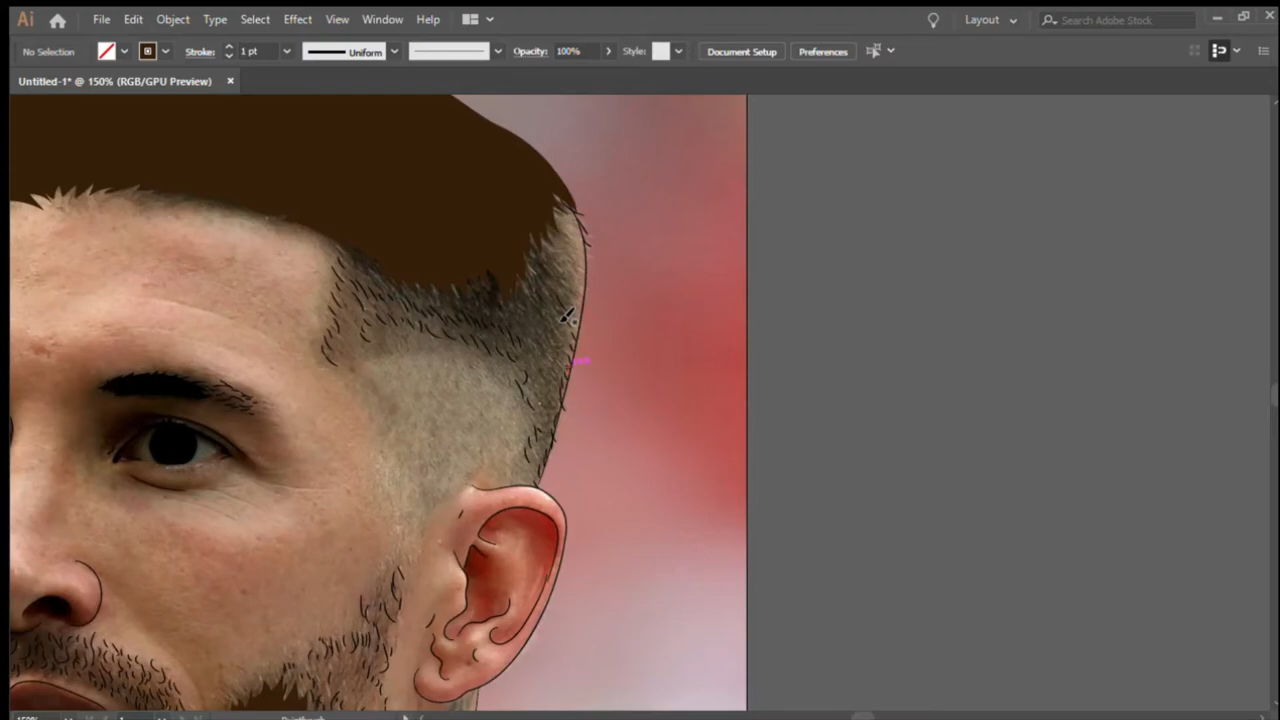 Ai File Edit Object Type Select Effect View Window Help Layout Search Adobe Stock
No Selection Stroke: 1 pt Uniform Opacity: 100% Style: Document Setup Preferences
Untitled-1* @ 150% (RGB/GPU Preview)